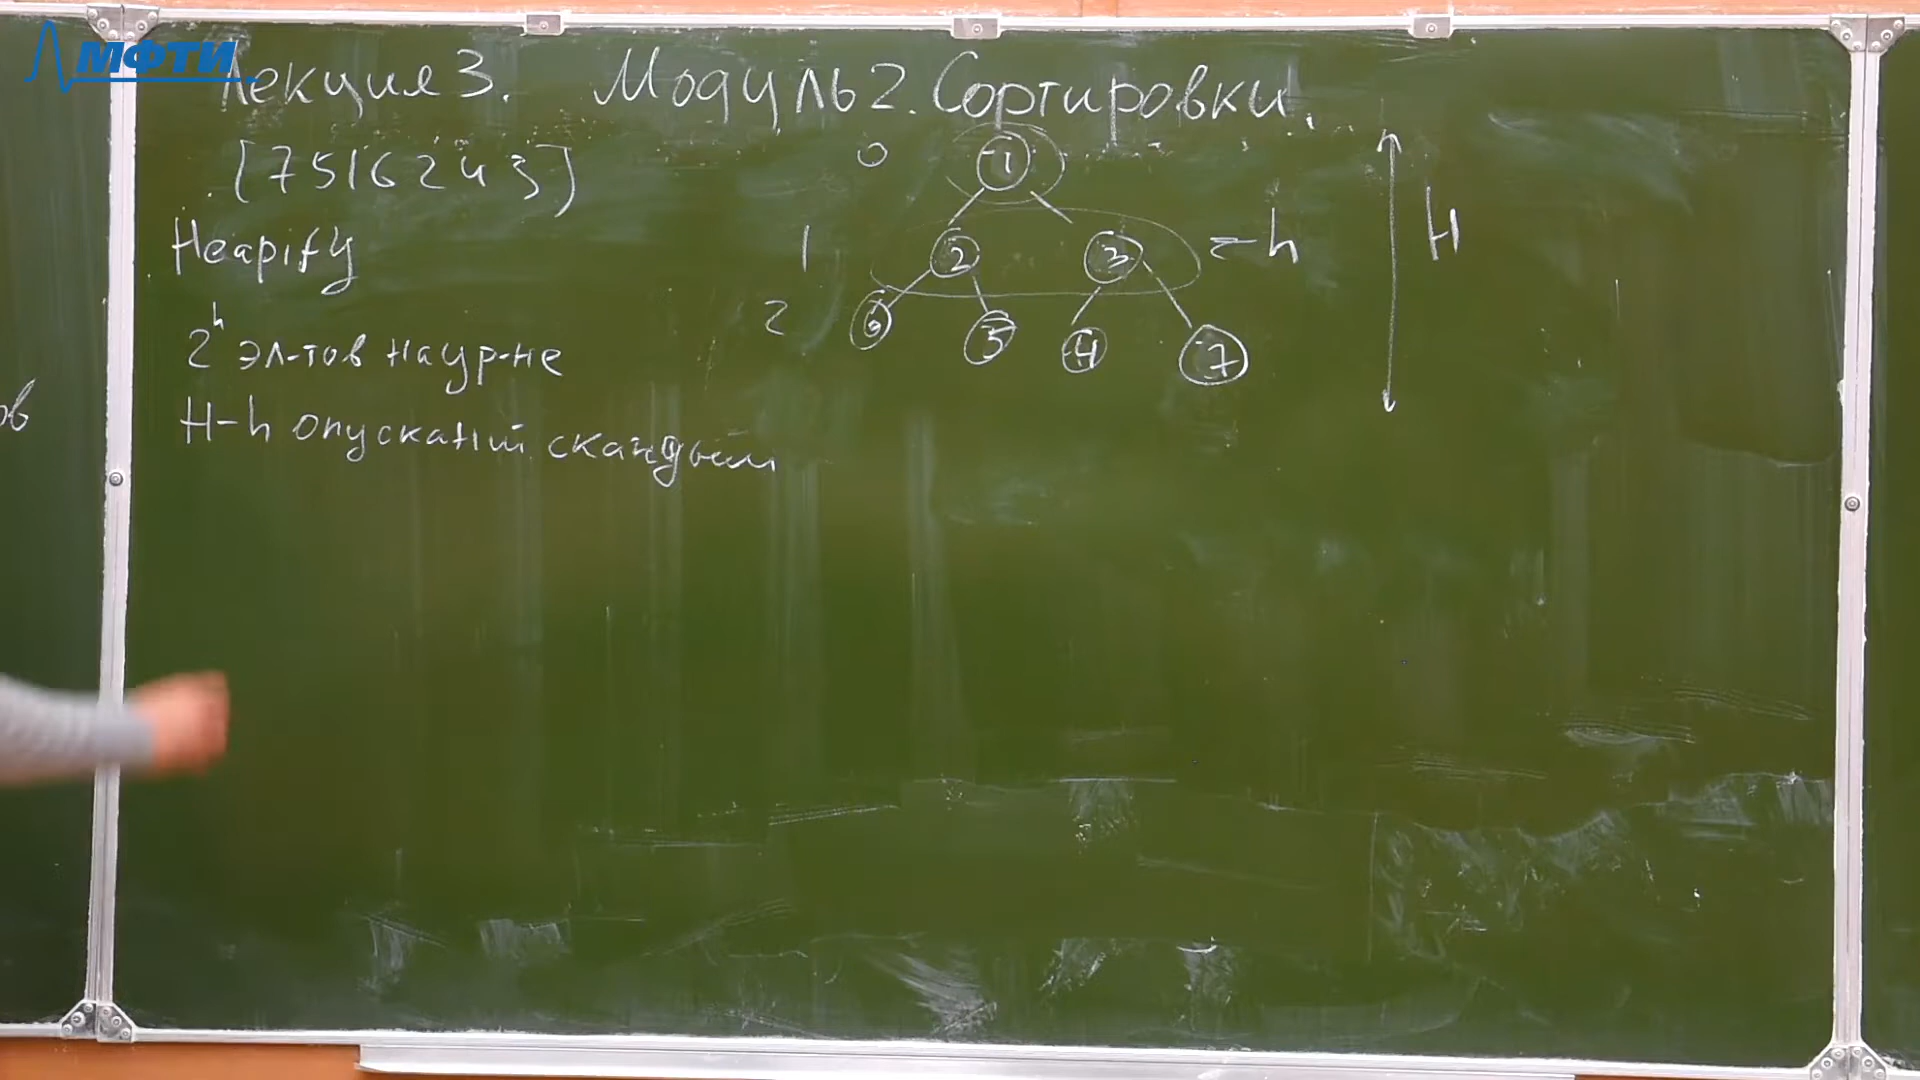 МФТИ
Лекция 3. Модуль 2. Сортировки.
[7 5 1 6 2 4 3]
0 1
Heapify
1 2 3 = h H
2 6 5 4 7
2^h эл-тов на ур-не
H-h опусканий с каждым
ов